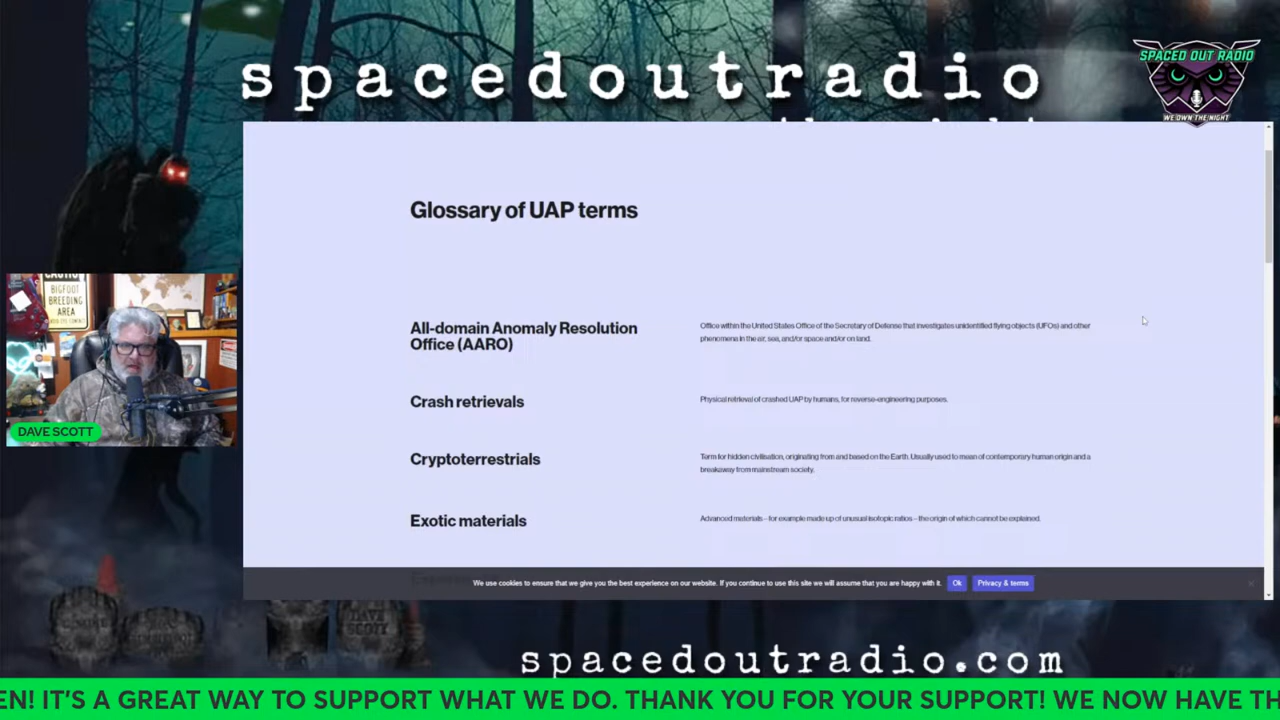 spacedoutradio
SPACED OUT RADIO
WE OWN THE NIGHT
Glossary of UAP terms
All-domain Anomaly Resolution
Office (AARO)
Office within the United States Office of the Secretary of Defense that investigates unidentified flying objects (UFOs) and other
phenomena in the air, sea, and/or space and/or on land.
Crash retrievals
Physical retrieval of crashed UAP by humans, for reverse-engineering purposes.
Cryptoterrestrials
Term for hidden civilisation, originating from and based on the Earth. Usually used to mean of contemporary human origin and a
breakaway from mainstream society.
Exotic materials
Advanced materials – for example made up of unusual isotopic ratios – the origin of which cannot be explained.
We use cookies to ensure that we give you the best experience on our website. If you continue to use this site we will assume that you are happy with it.
Ok
Privacy & terms
CAUTION
BIGFOOT
BREEDING
AREA
DAVE SCOTT
DAVE
SCOTT
spacedoutradio.com
EN! IT'S A GREAT WAY TO SUPPORT WHAT WE DO. THANK YOU FOR YOUR SUPPORT! WE NOW HAVE TH